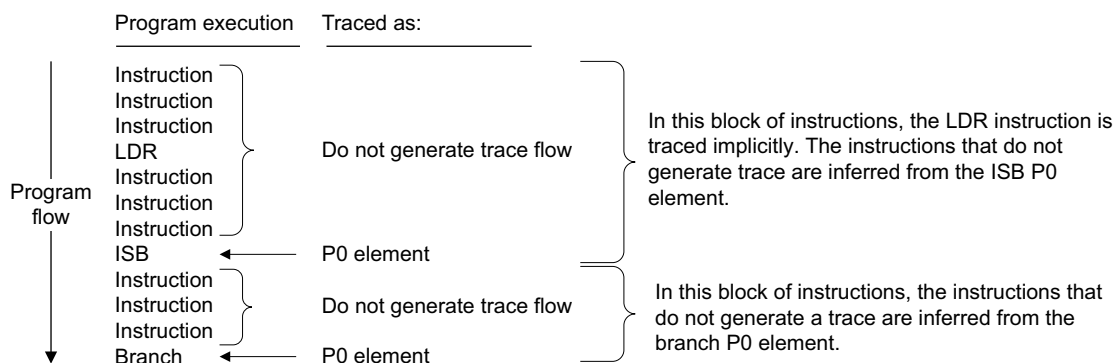 Program execution
Traced as:
Instruction
Instruction
Instruction
LDR
Instruction
Instruction
Instruction
Do not generate trace flow
In this block of instructions, the LDR instruction is
traced implicitly. The instructions that do not
generate trace are inferred from the ISB P0
element.
Program
flow
ISB
P0 element
Instruction
Instruction
Instruction
Do not generate trace flow
In this block of instructions, the instructions that
do not generate a trace are inferred from the
branch P0 element.
Branch
P0 element